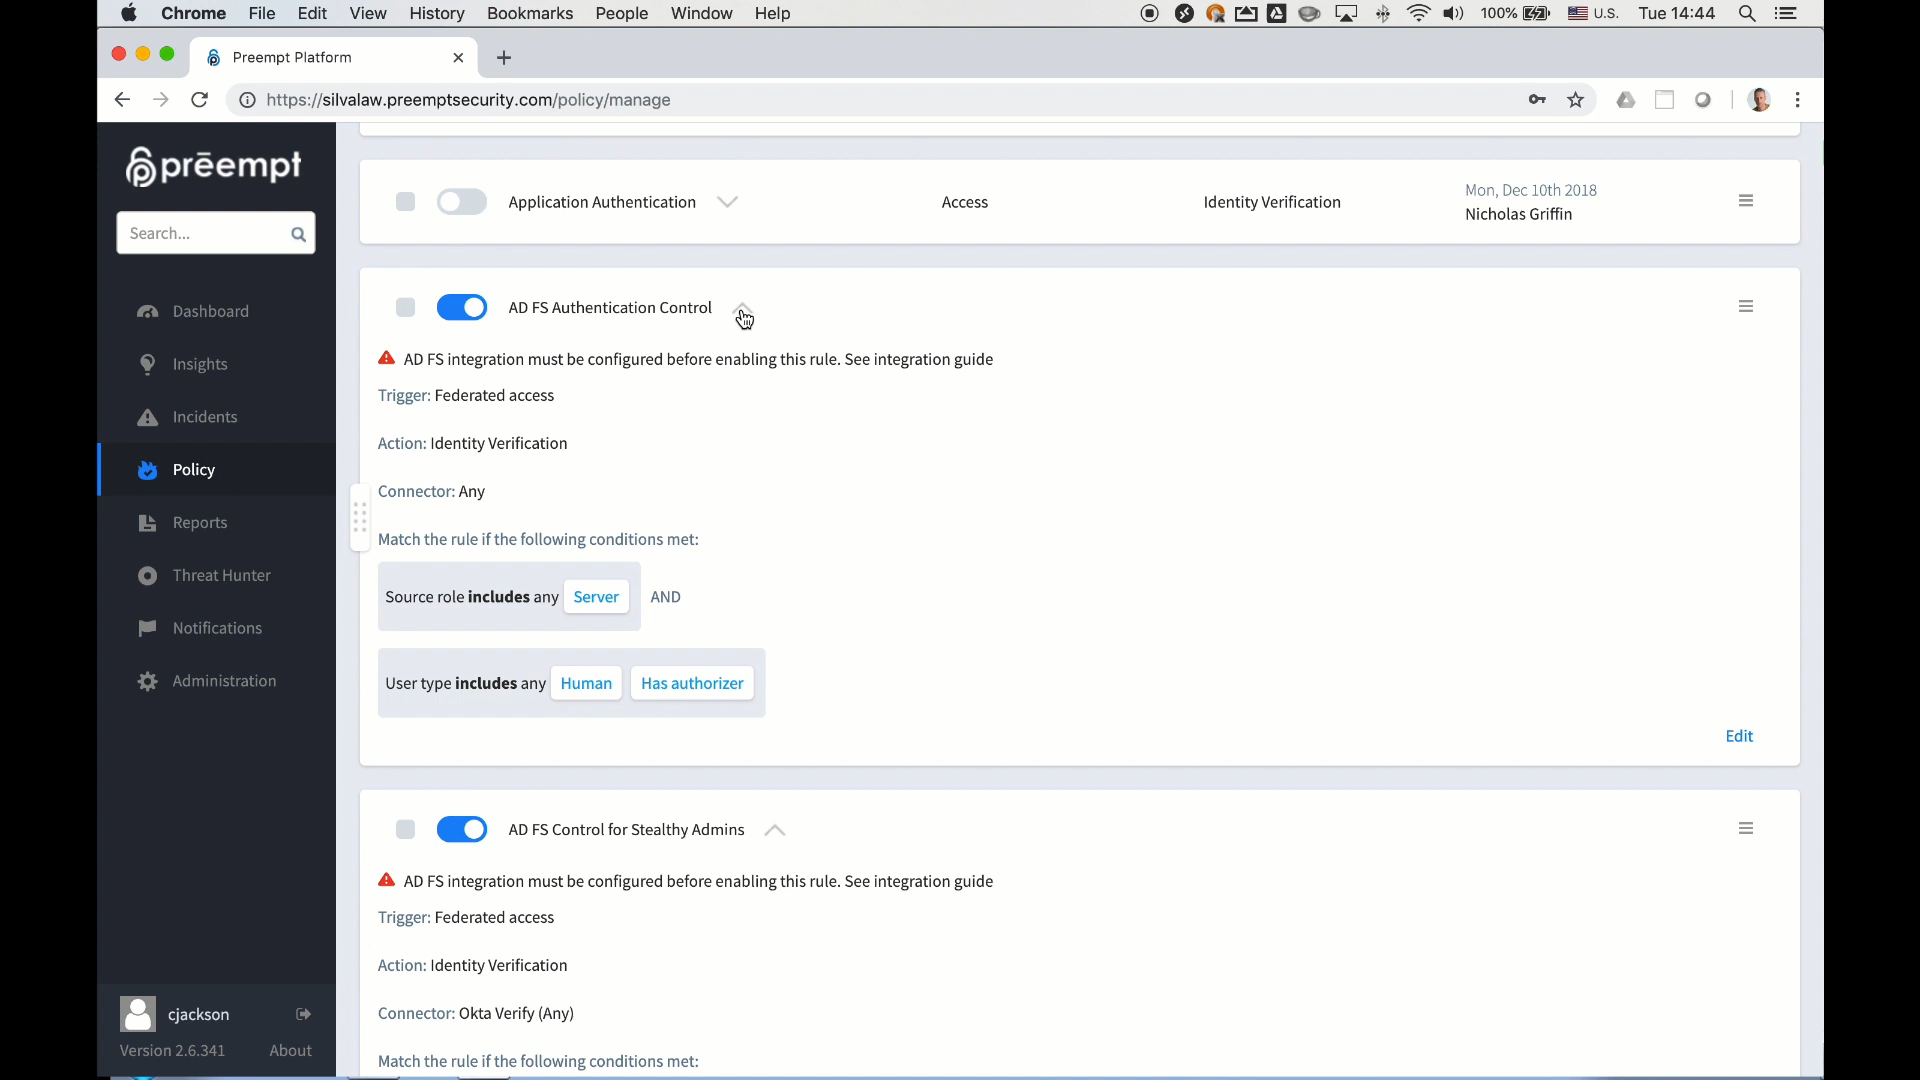 Chrome File Edit View History Bookmarks People Window Help 100% U.S. Tue 14:44
Preempt Platform
https://silvalaw.preemptsecurity.com/policy/manage
prēempt
Search...
Dashboard
Insights
Incidents
Policy
Reports
Threat Hunter
Notifications
Administration
cjackson
Version 2.6.341 About
Application Authentication Access Identity Verification Mon, Dec 10th 2018
Nicholas Griffin
AD FS Authentication Control
AD FS integration must be configured before enabling this rule. See integration guide
Trigger: Federated access
Action: Identity Verification
Connector: Any
Match the rule if the following conditions met:
Source role includes any Server AND
User type includes any Human Has authorizer
Edit
AD FS Control for Stealthy Admins
AD FS integration must be configured before enabling this rule. See integration guide
Trigger: Federated access
Action: Identity Verification
Connector: Okta Verify (Any)
Match the rule if the following conditions met: